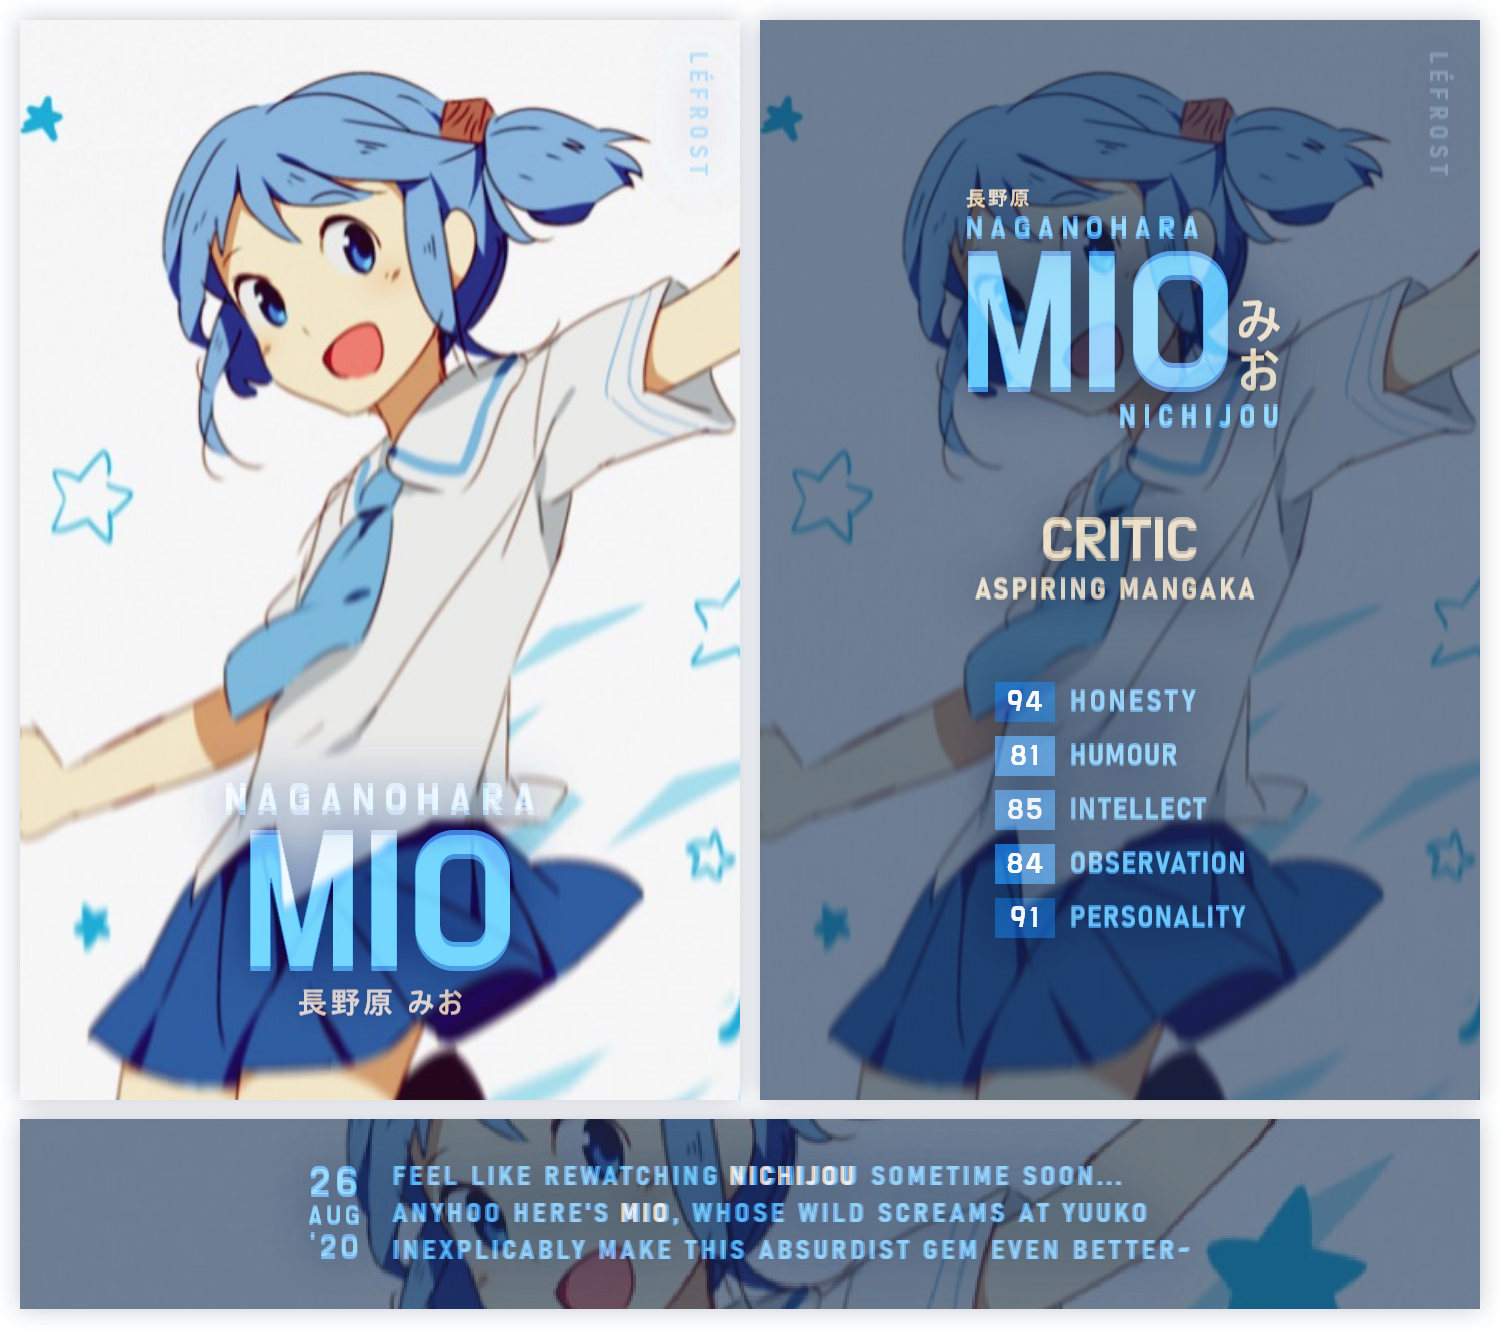 LÉFROST
NAGANOHARA
MIO
長野原 みお
LÉFROST
長野原
NAGANOHARA
MIO
みお
NICHIJOU
CRITIC
ASPIRING MANGAKA
94 HONESTY
81 HUMOUR
85 INTELLECT
84 OBSERVATION
91 PERSONALITY
26
AUG
'20
FEEL LIKE REWATCHING NICHIJOU SOMETIME SOON...
ANYHOO HERE'S MIO, WHOSE WILD SCREAMS AT YUUKO
INEXPLICABLY MAKE THIS ABSURDIST GEM EVEN BETTER~